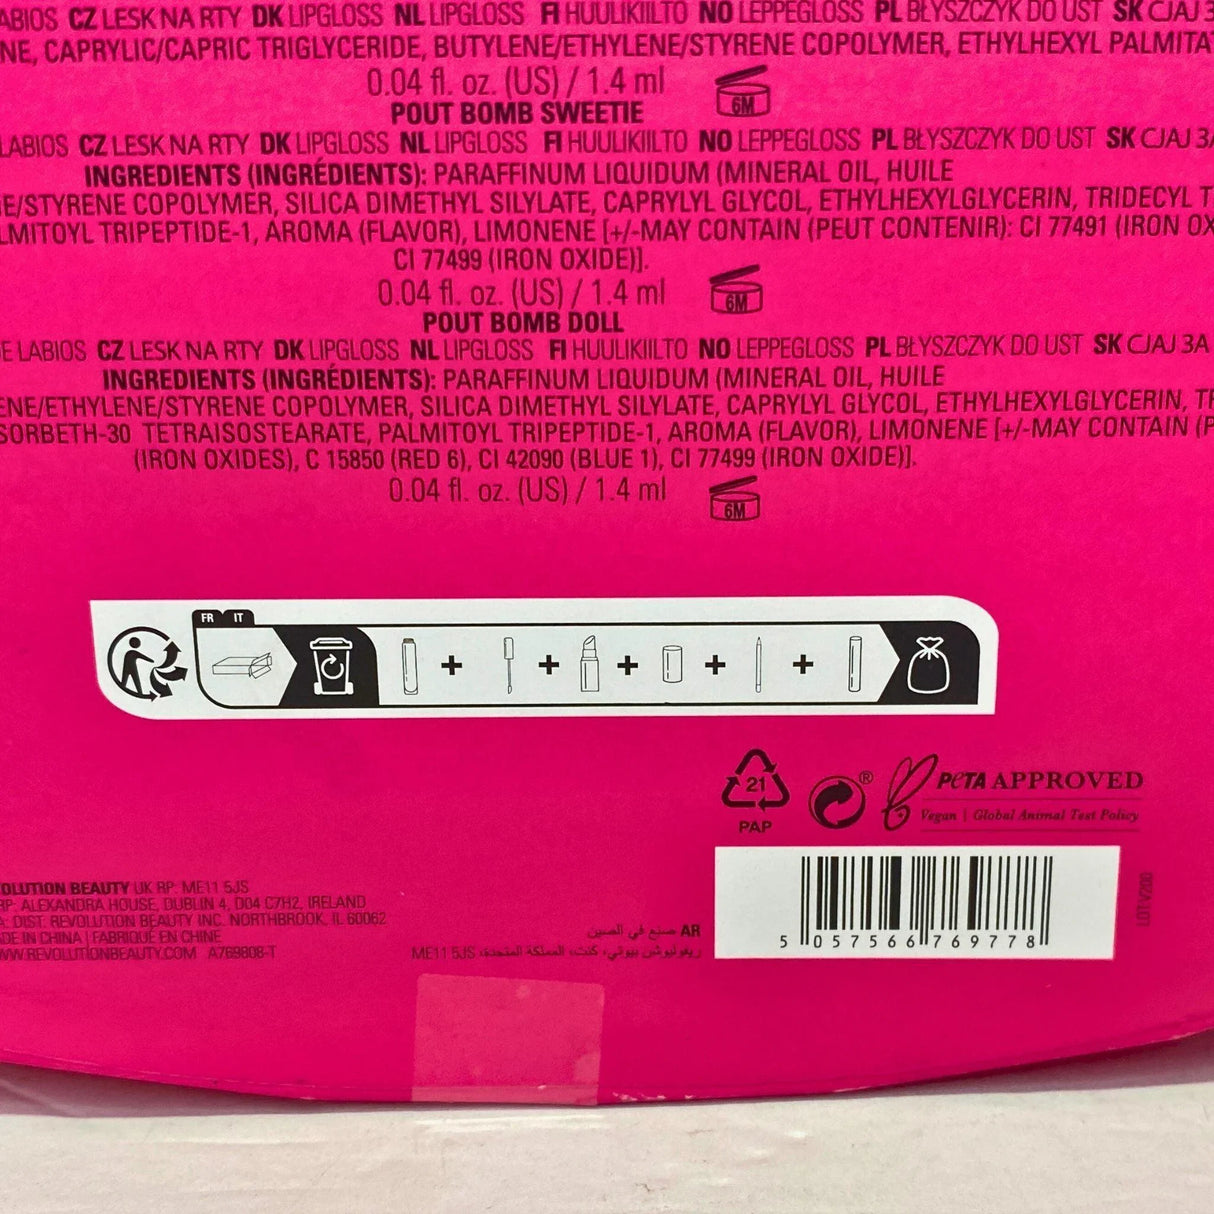 ABIOS CZ LESK NA RTY DK LIPGLOSS NL LIPGLOSS FI HUULIKIILTO NO LEPPEGLOSS PL BŁYSZCZYK DO UST SK CJAJ 3
NE, CAPRYLIC/CAPRIC TRIGLYCERIDE, BUTYLENE/ETHYLENE/STYRENE COPOLYMER, ETHYLHEXYL PALMITA
0.04 fl. oz. (US) / 1.4 ml
6M
POUT BOMB SWEETIE
LABIOS CZ LESK NA RTY DK LIPGLOSS NL LIPGLOSS FI HUULIKIILTO NO LEPPEGLOSS PL BŁYSZCZYK DO UST SK CJAJ 3A
INGREDIENTS (INGRÉDIENTS): PARAFFINUM LIQUIDUM (MINERAL OIL, HUILE
E/STYRENE COPOLYMER, SILICA DIMETHYL SILYLATE, CAPRYLYL GLYCOL, ETHYLHEXYLGLYCERIN, TRIDECYL T
LMITOYL TRIPEPTIDE-1, AROMA (FLAVOR), LIMONENE [+/-MAY CONTAIN (PEUT CONTENIR): CI 77491 (IRON OX
CI 77499 (IRON OXIDE)].
0.04 fl. oz. (US) / 1.4 ml
6M
POUT BOMB DOLL
E LABIOS CZ LESK NA RTY DK LIPGLOSS NL LIPGLOSS FI HUULIKIILTO NO LEPPEGLOSS PL BŁYSZCZYK DO UST SK CJAJ 3A
INGREDIENTS (INGRÉDIENTS): PARAFFINUM LIQUIDUM (MINERAL OIL, HUILE
ENE/ETHYLENE/STYRENE COPOLYMER, SILICA DIMETHYL SILYLATE, CAPRYLYL GLYCOL, ETHYLHEXYLGLYCERIN, TR
SORBETH-30 TETRAISOSTEARATE, PALMITOYL TRIPEPTIDE-1, AROMA (FLAVOR), LIMONENE [+/-MAY CONTAIN (P
(IRON OXIDES), C 15850 (RED 6), CI 42090 (BLUE 1), CI 77499 (IRON OXIDE)].
0.04 fl. oz. (US) / 1.4 ml
6M
FR IT
+ + + + +
21
PAP
®
PeTA APPROVED
Vegan | Global Animal Test Policy
OLUTION BEAUTY UK RP: ME11 5JS
RP: ALEXANDRA HOUSE, DUBLIN 4, D04 C7H2, IRELAND
A: DIST. REVOLUTION BEAUTY INC. NORTHBROOK, IL 60062
DE IN CHINA | FABRIQUÉ EN CHINE
WW.REVOLUTIONBEAUTY.COM A769808-T
AR صنع في الصين
ريفوليوشن بيوتي، كنت، المملكة المتحدة، ME11 5JS
5 057566 769778
LOT:V200